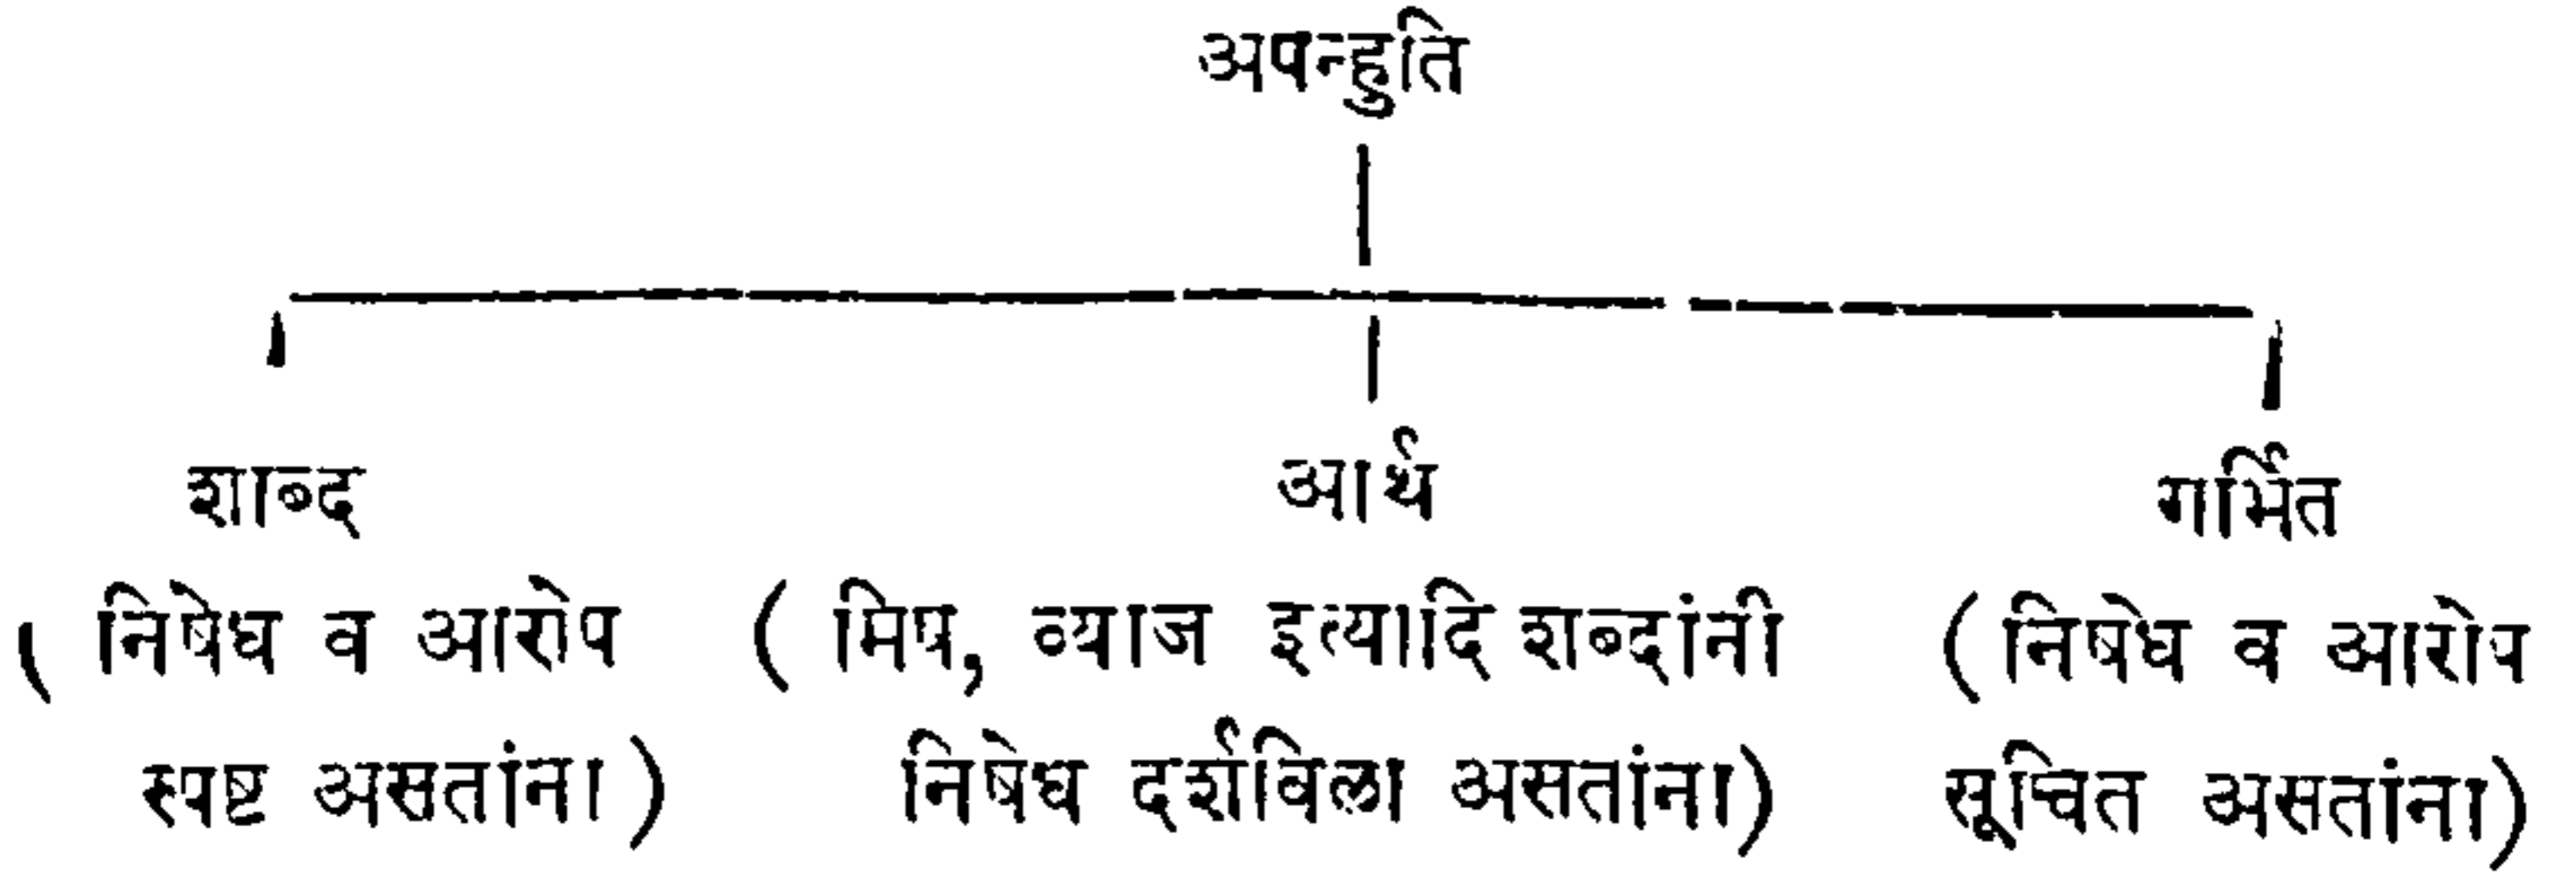 अपन्हुति
शाब्द आर्थ गर्भित
( निषेध व आरोप ( मिष, व्याज इत्यादि शब्दांनी ( निषेध व आरोप
स्पष्ट असतांना ) निषेध दर्शविला असतांना ) सूचित असतांना )